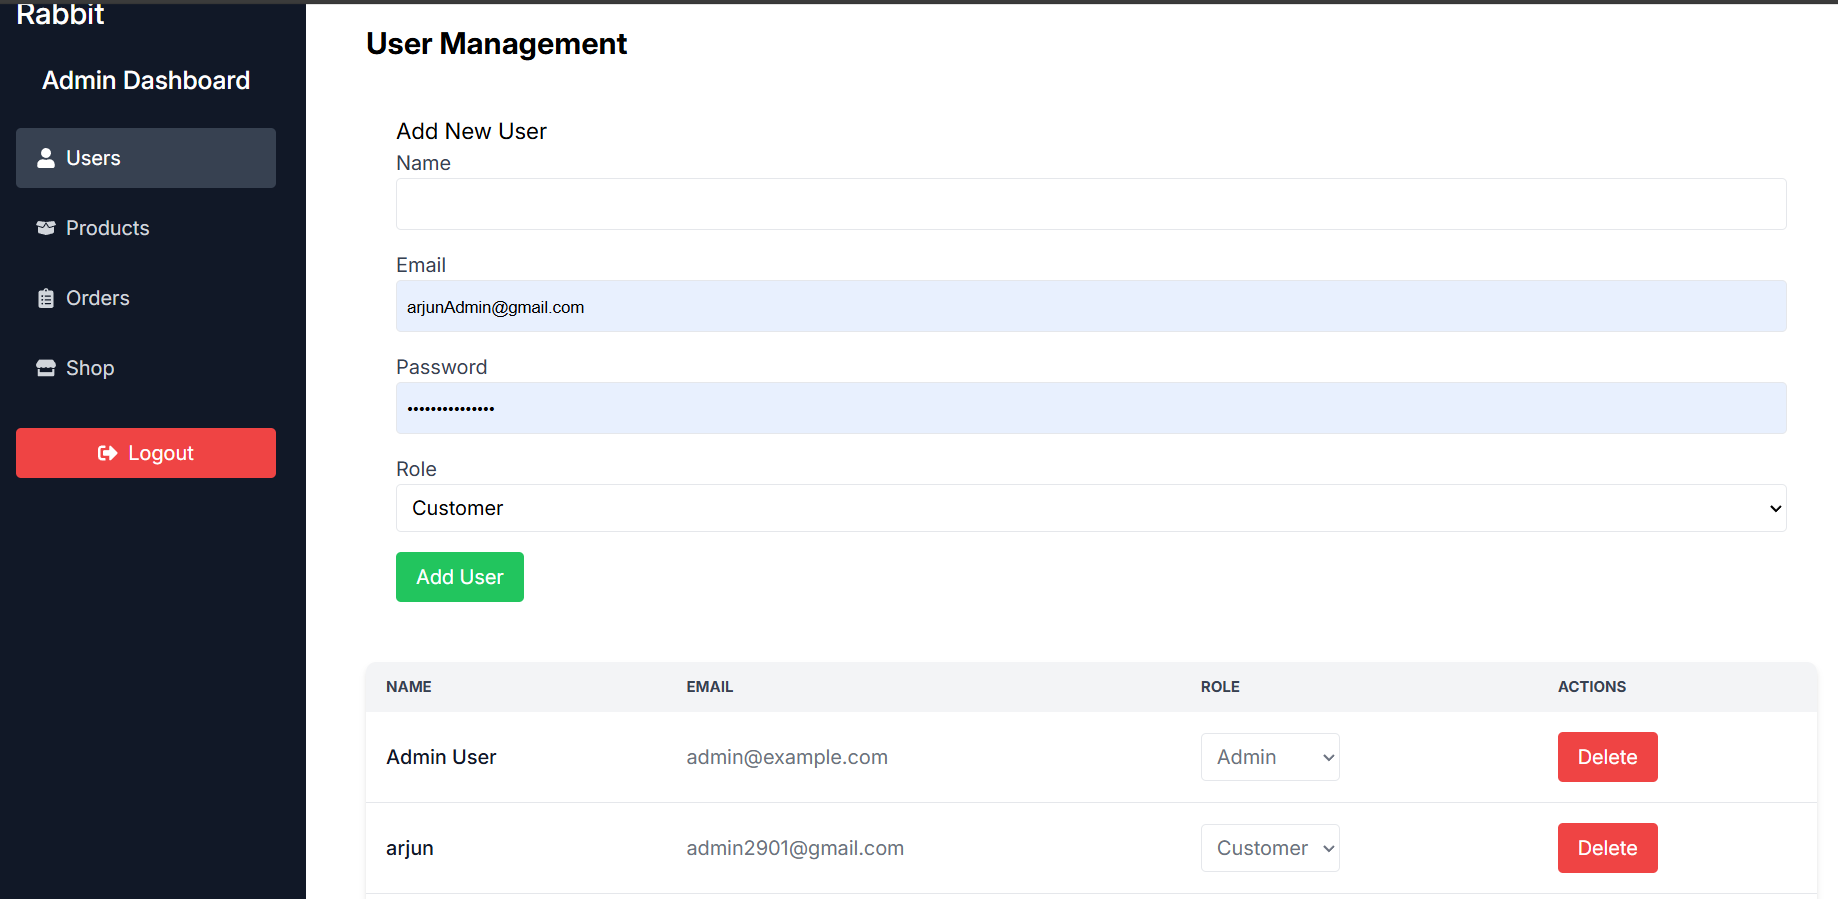 Rabbit
Admin Dashboard
Users
Products
Orders
Shop
Logout
User Management
Add New User
Name
Email
arjunAdmin@gmail.com
Password
•••••••••••••••
Role
Customer
Add User
NAME EMAIL ROLE ACTIONS
Admin User admin@example.com Admin Delete
arjun admin2901@gmail.com Customer Delete